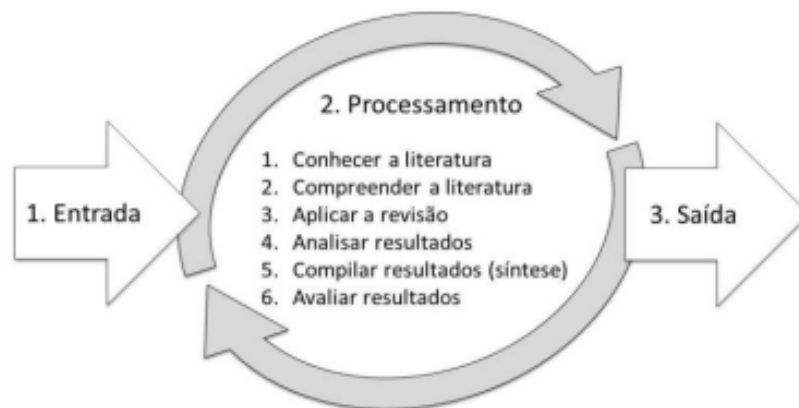 2. Processamento
1. Conhecer a literatura
2. Compreender a literatura
3. Aplicar a revisão
4. Analisar resultados
5. Compilar resultados (síntese)
6. Avaliar resultados
1. Entrada
3. Saída